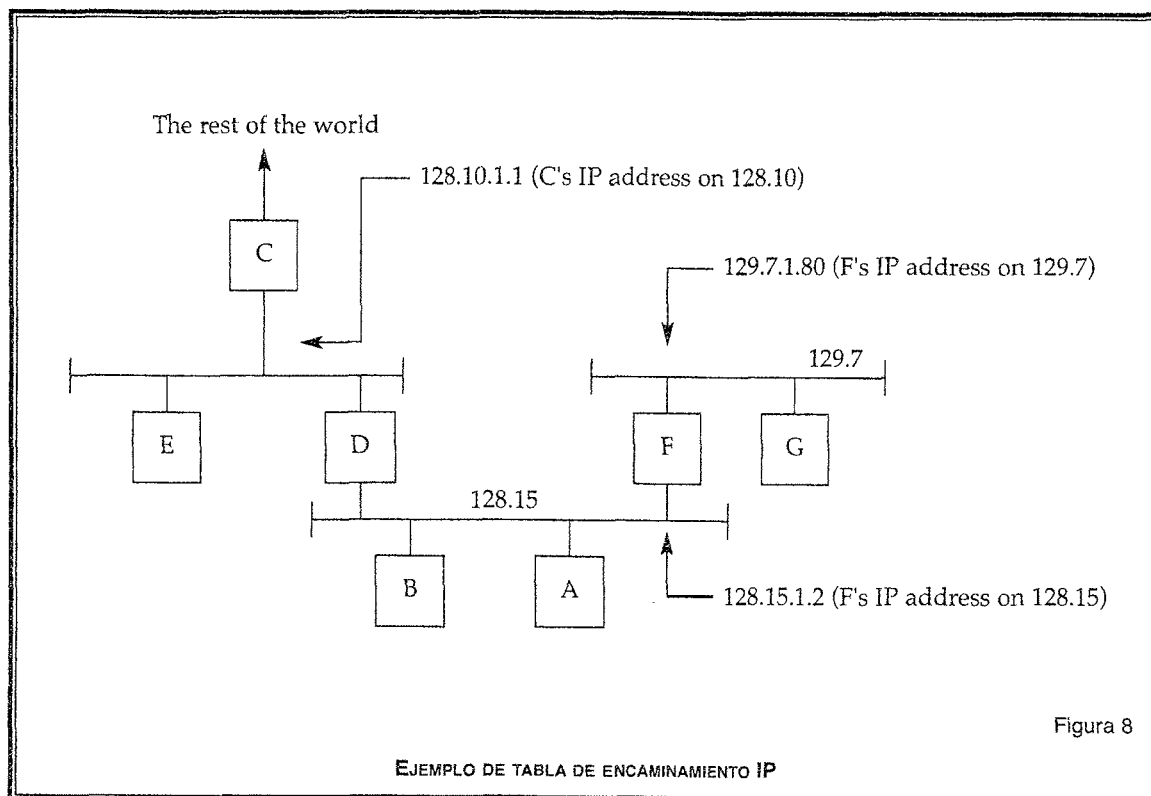 The rest of the world
128.10.1.1 (C's IP address on 128.10)
C
129.7.1.80 (F's IP address on 129.7)
129.7
E
D
F
G
128.15
B
A
128.15.1.2 (F's IP address on 128.15)
Figura 8
EJEMPLO DE TABLA DE ENCAMINAMIENTO IP